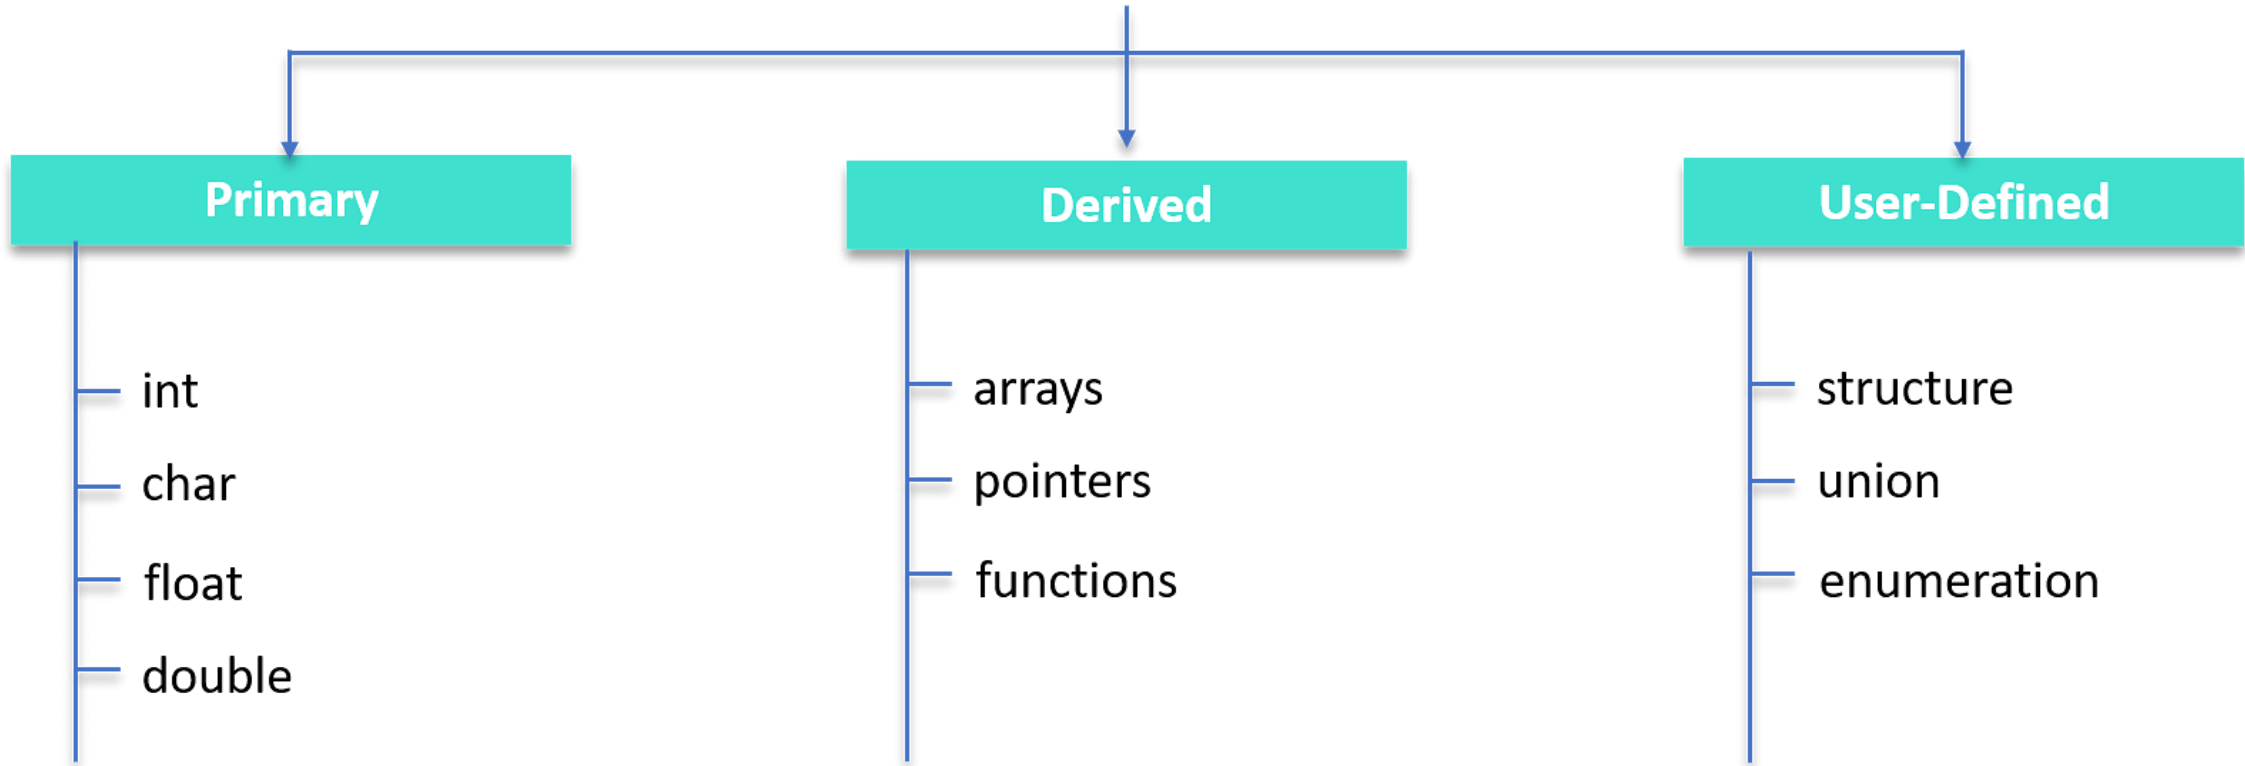 Primary
int
char
float
double
Derived
arrays
pointers
functions
User-Defined
structure
union
enumeration